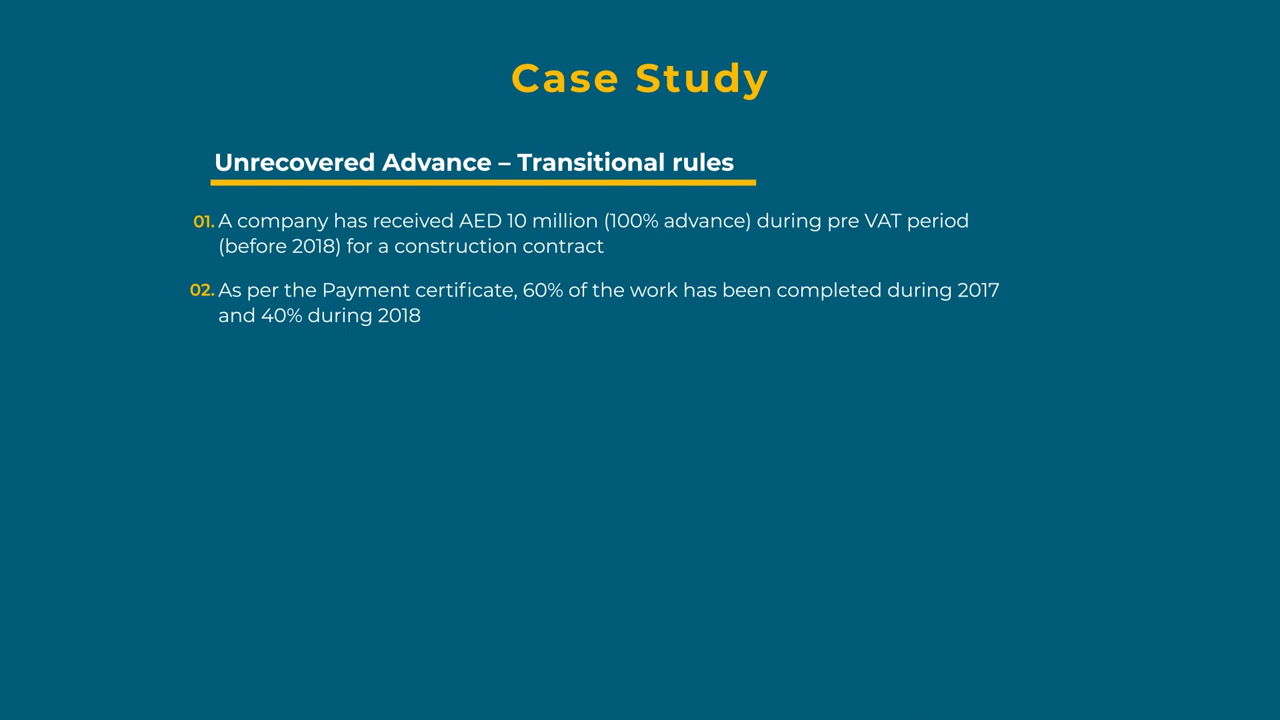 Case Study
Unrecovered Advance – Transitional rules
01. A company has received AED 10 million (100% advance) during pre VAT period
(before 2018) for a construction contract
02. As per the Payment certificate, 60% of the work has been completed during 2017
and 40% during 2018